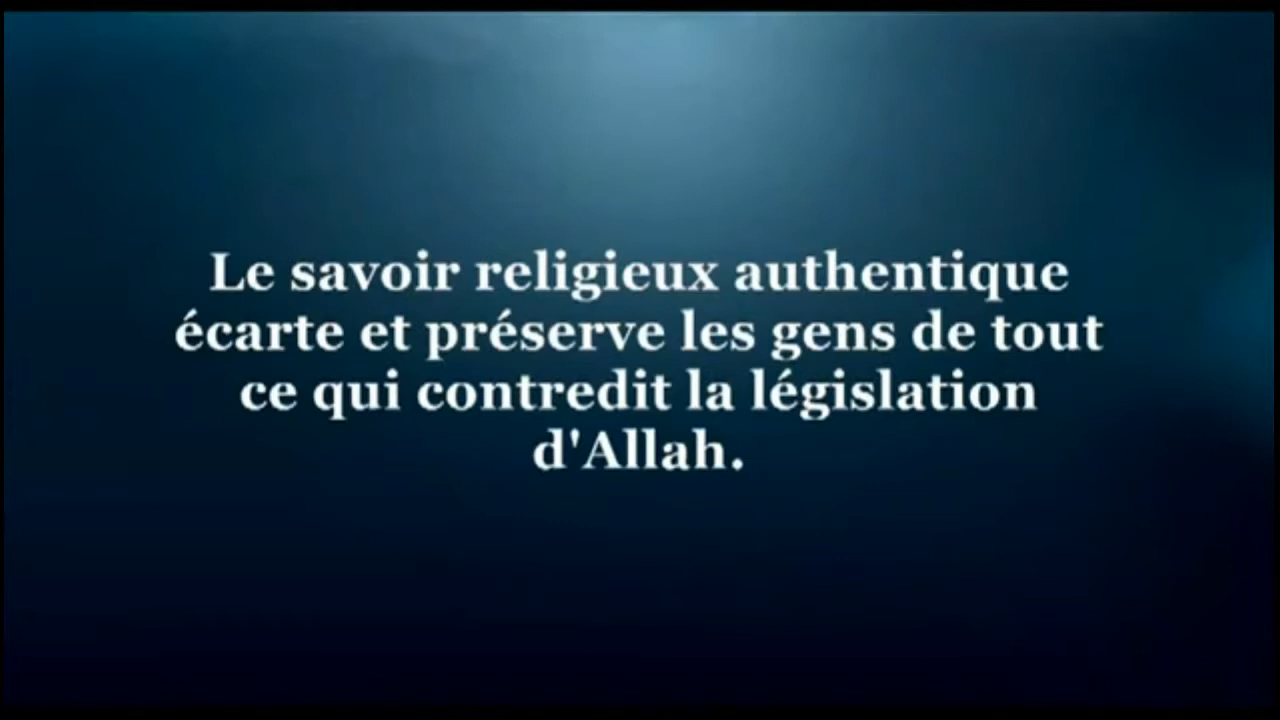 Le savoir religieux authentique
écarte et préserve les gens de tout
ce qui contredit la législation
d'Allah.